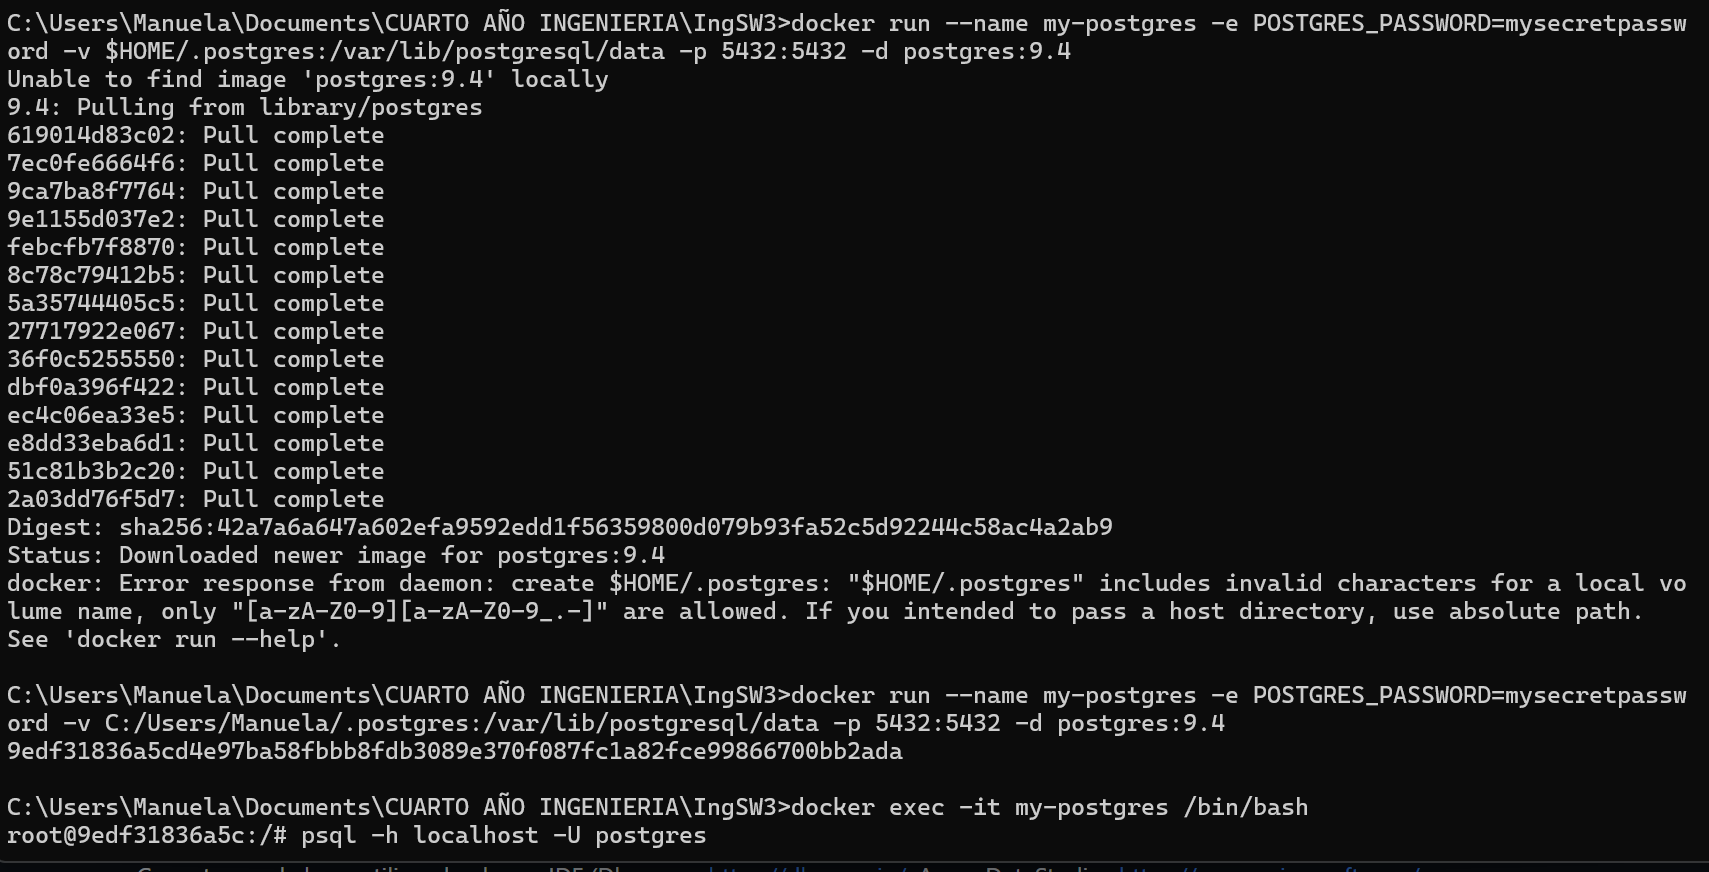 C:\Users\Manuela\Documents\CUARTO AÑO INGENIERIA\IngSW3>docker run --name my-postgres -e POSTGRES_PASSWORD=mysecretpassw
ord -v $HOME/.postgres:/var/lib/postgresql/data -p 5432:5432 -d postgres:9.4
Unable to find image 'postgres:9.4' locally
9.4: Pulling from library/postgres
619014d83c02: Pull complete
7ec0fe6664f6: Pull complete
9ca7ba8f7764: Pull complete
9e1155d037e2: Pull complete
febcfb7f8870: Pull complete
8c78c79412b5: Pull complete
5a35744405c5: Pull complete
27717922e067: Pull complete
36f0c5255550: Pull complete
dbf0a396f422: Pull complete
ec4c06ea33e5: Pull complete
e8dd33eba6d1: Pull complete
51c81b3b2c20: Pull complete
2a03dd76f5d7: Pull complete
Digest: sha256:42a7a6a647a602efa9592edd1f56359800d079b93fa52c5d92244c58ac4a2ab9
Status: Downloaded newer image for postgres:9.4
docker: Error response from daemon: create $HOME/.postgres: "$HOME/.postgres" includes invalid characters for a local vo
lume name, only "[a-zA-Z0-9][a-zA-Z0-9_.-]" are allowed. If you intended to pass a host directory, use absolute path.
See 'docker run --help'.
C:\Users\Manuela\Documents\CUARTO AÑO INGENIERIA\IngSW3>docker run --name my-postgres -e POSTGRES_PASSWORD=mysecretpassw
ord -v C:/Users/Manuela/.postgres:/var/lib/postgresql/data -p 5432:5432 -d postgres:9.4
9edf31836a5cd4e97ba58fbbb8fdb3089e370f087fc1a82fce99866700bb2ada
C:\Users\Manuela\Documents\CUARTO AÑO INGENIERIA\IngSW3>docker exec -it my-postgres /bin/bash
root@9edf31836a5c:/# psql -h localhost -U postgres